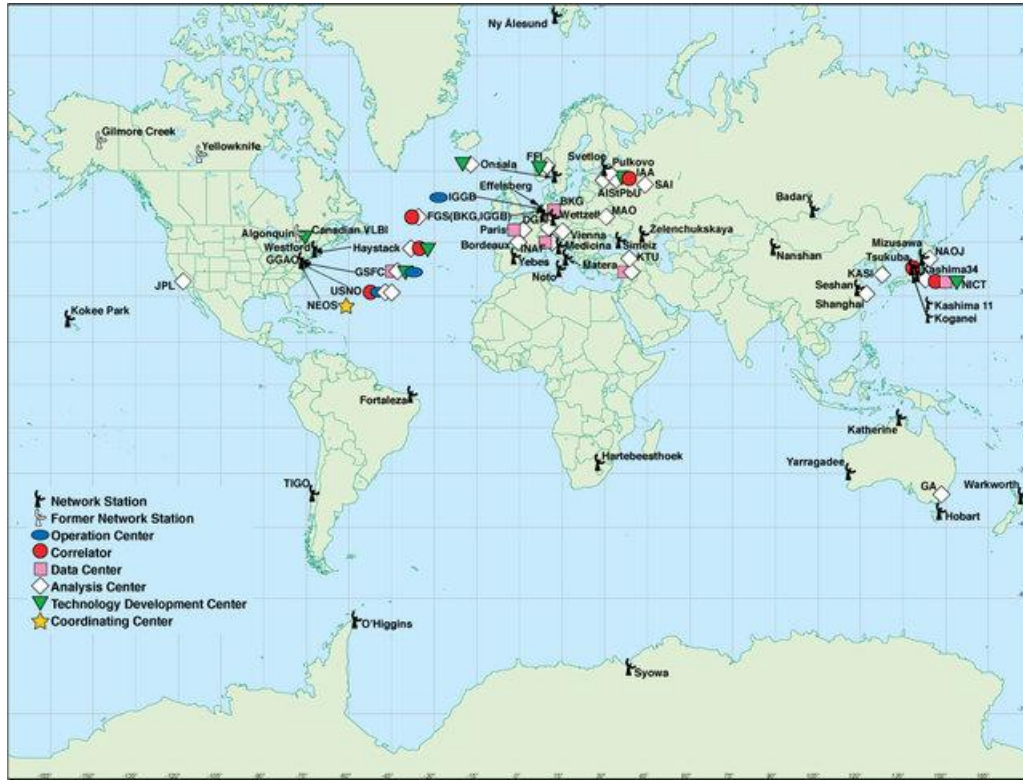 Ny Ålesund
Gilmore Creek
Yellowknife
Onsala
FFI
Svetloe
Pulkovo
IAA
AIStPbU
SAI
Effelsberg
IGGB
BKG
FGS(BKG,IGGB)
Wettzell
MAO
Badary
Algonquin
Canadian VLBI
Westford
Haystack
Paris
Vienna
Zelenchukskaya
GGAO
Bordeaux
INAF
Medicina
Simeiz
Nanshan
Mizusawa
NAOJ
Tsukuba
GSFC
Yebes
Noto
Matera
KTU
KASI
Kashima34
JPL
USNO
Seshan
NICT
NEOS
Shanghai
Kashima 11
Koganei
Kokee Park
Fortaleza
Katherine
Hartebeesthoek
Yarragadee
TIGO
GA
Warkworth
Hobart
Network Station
Former Network Station
Operation Center
Correlator
Data Center
Analysis Center
Technology Development Center
Coordinating Center
O'Higgins
Syowa